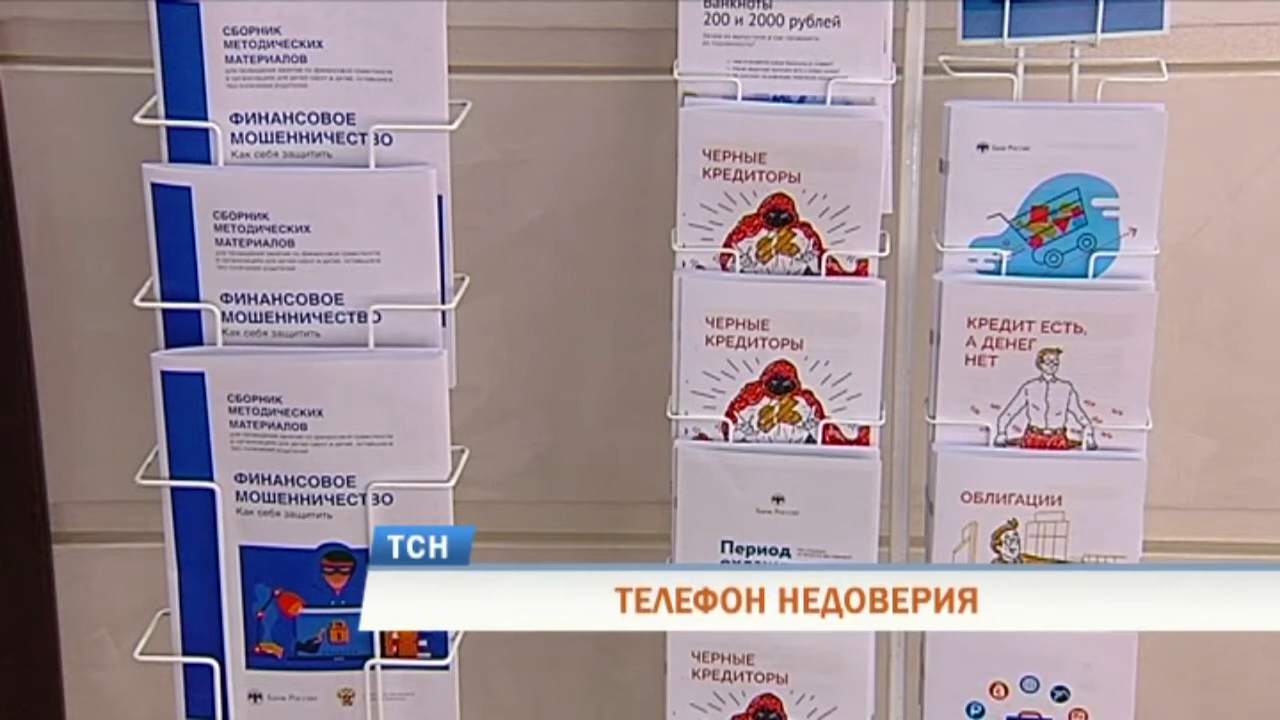 СБОРНИК
МЕТОДИЧЕСКИХ
МАТЕРИАЛОВ
ФИНАНСОВОЕ
МОШЕННИЧЕСТВО
Как себя защитить
СБОРНИК
МЕТОДИЧЕСКИХ
МАТЕРИАЛОВ
ФИНАНСОВОЕ
МОШЕННИЧЕСТВО
Как себя защитить
СБОРНИК
МЕТОДИЧЕСКИХ
МАТЕРИАЛОВ
ФИНАНСОВОЕ
МОШЕННИЧЕСТВО
Как себя защитить
Банк России
Банкноты
200 и 2000 рублей
ЧЕРНЫЕ
КРЕДИТОРЫ
ЧЕРНЫЕ
КРЕДИТОРЫ
Банк России
Период
ЧЕРНЫЕ
КРЕДИТОРЫ
Банк России
КРЕДИТ ЕСТЬ,
А ДЕНЕГ
НЕТ
ОБЛИГАЦИИ
ТСН
ТЕЛЕФОН НЕДОВЕРИЯ